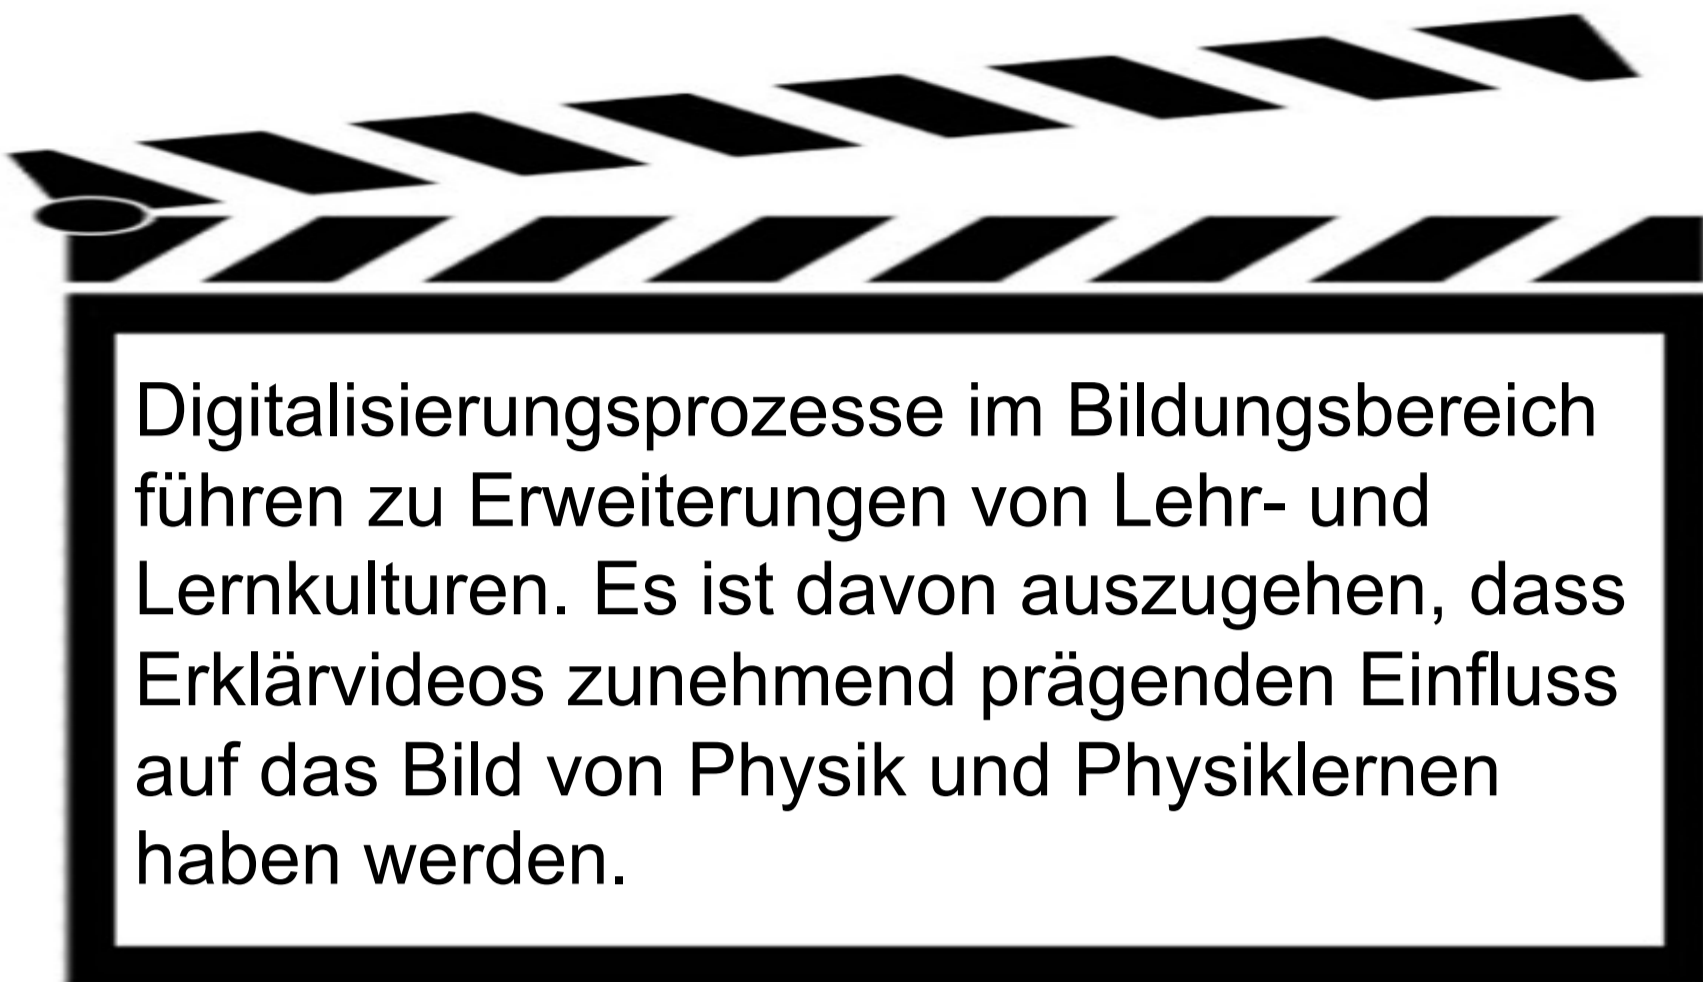 Digitalisierungsprozesse im Bildungsbereich
führen zu Erweiterungen von Lehr- und
Lernkulturen. Es ist davon auszugehen, dass
Erklärvideos zunehmend prägenden Einfluss
auf das Bild von Physik und Physiklernen
haben werden.